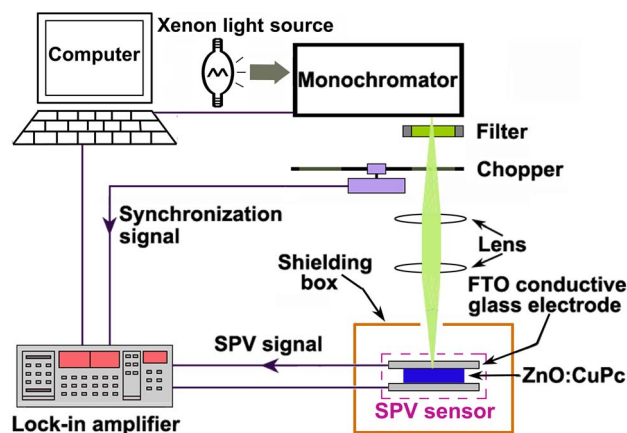 Xenon light source
Computer
Monochromator
Filter
Chopper
Synchronization
signal
Lens
Shielding
box
FTO conductive
glass electrode
SPV signal
ZnO:CuPc
SPV sensor
Lock-in amplifier